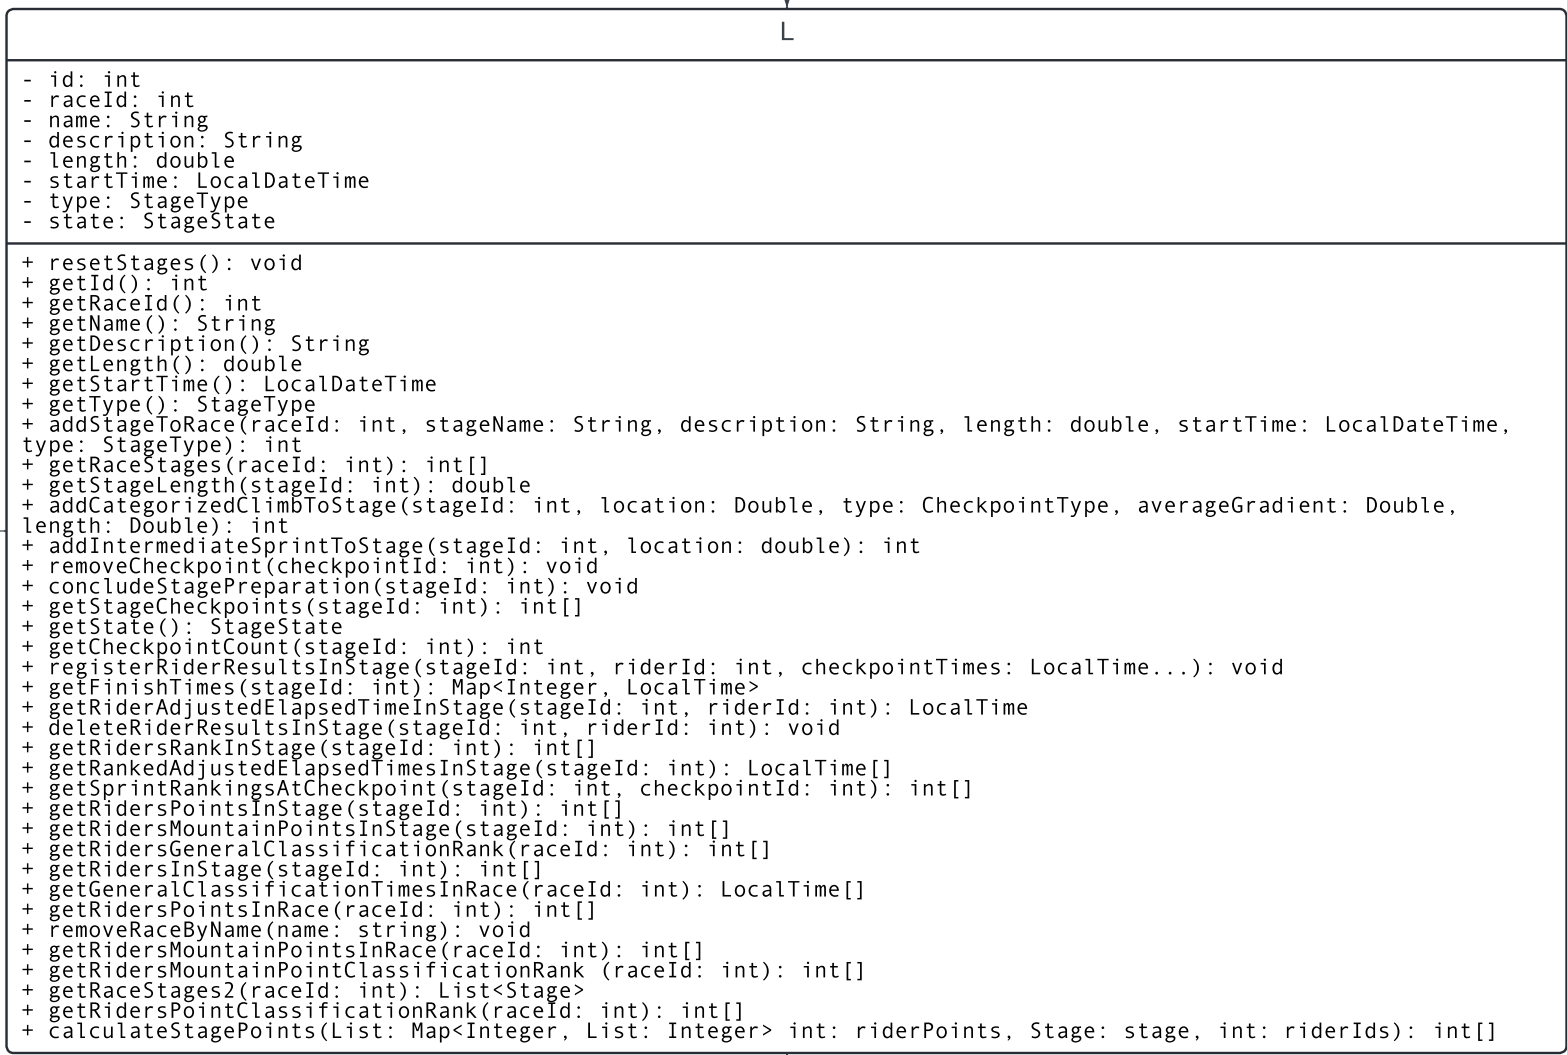 L
- id: int
- raceId: int
- name: String
- description: String
- length: double
- startTime: LocalDateTime
- type: StageType
- state: StageState
+ resetStages(): void
+ getId(): int
+ getRaceId(): int
+ getName(): String
+ getDescription(): String
+ getLength(): double
+ getStartTime(): LocalDateTime
+ getType(): StageType
+ addStageToRace(raceId: int, stageName: String, description: String, length: double, startTime: LocalDateTime,
type: StageType): int
+ getRaceStages(raceId: int): int[]
+ getStageLength(stageId: int): double
+ addCategorizedClimbToStage(stageId: int, location: Double, type: CheckpointType, averageGradient: Double,
length: Double): int
+ addIntermediateSprintToStage(stageId: int, location: double): int
+ removeCheckpoint(checkpointId: int): void
+ concludeStagePreparation(stageId: int): void
+ getStageCheckpoints(stageId: int): int[]
+ getState(): StageState
+ getCheckpointCount(stageId: int): int
+ registerRiderResultsInStage(stageId: int, riderId: int, checkpointTimes: LocalTime...): void
+ getFinishTimes(stageId: int): Map<Integer, LocalTime>
+ getRiderAdjustedElapsedTimeInStage(stageId: int, riderId: int): LocalTime
+ deleteRiderResultsInStage(stageId: int, riderId: int): void
+ getRidersRankInStage(stageId: int): int[]
+ getRankedAdjustedElapsedTimesInStage(stageId: int): LocalTime[]
+ getSprintRankingsAtCheckpoint(stageId: int, checkpointId: int): int[]
+ getRidersPointsInStage(stageId: int): int[]
+ getRidersMountainPointsInStage(stageId: int): int[]
+ getRidersGeneralClassificationRank(raceId: int): int[]
+ getRidersInStage(stageId: int): int[]
+ getGeneralClassificationTimesInRace(raceId: int): LocalTime[]
+ getRidersPointsInRace(raceId: int): int[]
+ removeRaceByName(name: string): void
+ getRidersMountainPointsInRace(raceId: int): int[]
+ getRidersMountainPointClassificationRank (raceId: int): int[]
+ getRaceStages2(raceId: int): List<Stage>
+ getRidersPointClassificationRank(raceId: int): int[]
+ calculateStagePoints(List: Map<Integer, List: Integer> int: riderPoints, Stage: stage, int: riderIds): int[]